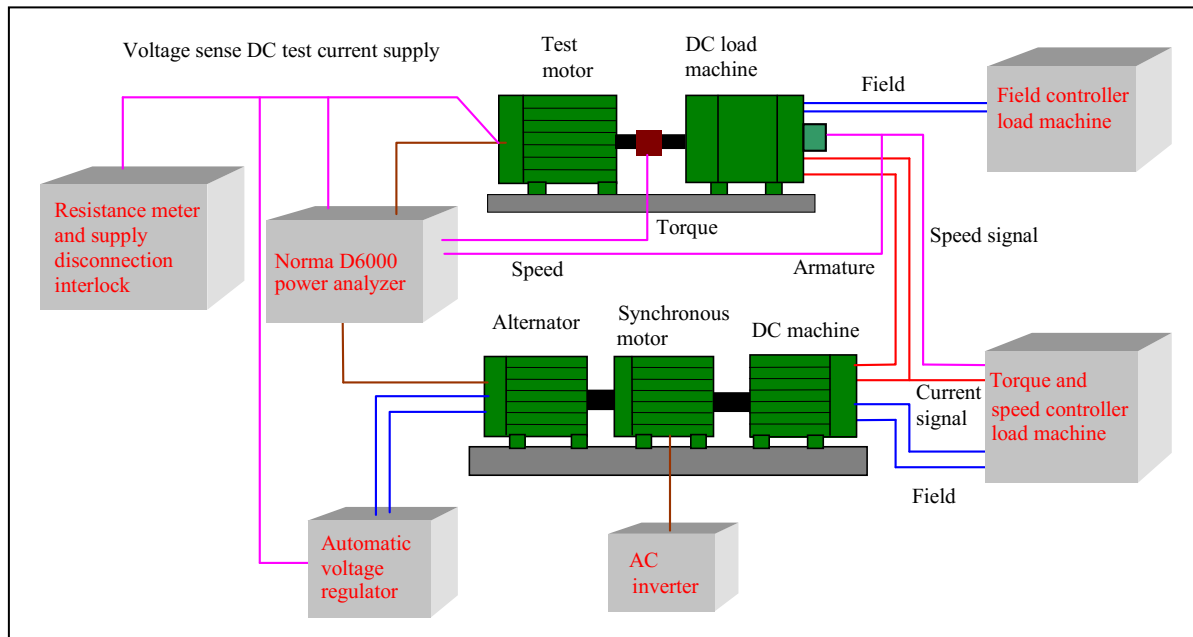 Voltage sense DC test current supply
Test
motor
DC load
machine
Field
Field controller
load machine
Resistance meter
and supply
disconnection
interlock
Norma D6000
power analyzer
Torque
Speed
Armature
Speed signal
Alternator
Synchronous
motor
DC machine
Current
signal
Torque and
speed controller
load machine
Field
Automatic
voltage
regulator
AC
inverter